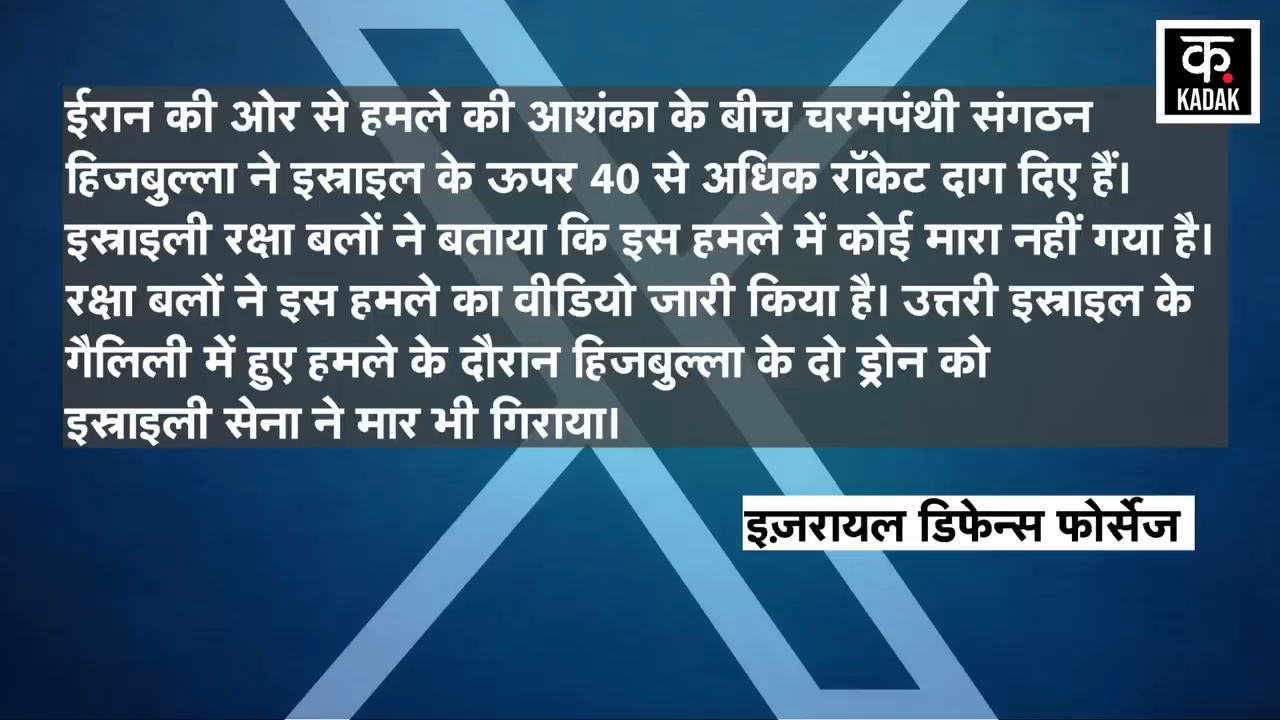 क.
KADAK
ईरान की ओर से हमले की आशंका के बीच चरमपंथी संगठन
हिजबुल्ला ने इस्राइल के ऊपर 40 से अधिक रॉकेट दाग दिए हैं।
इस्राइली रक्षा बलों ने बताया कि इस हमले में कोई मारा नहीं गया है।
रक्षा बलों ने इस हमले का वीडियो जारी किया है। उत्तरी इस्राइल के
गैलिली में हुए हमले के दौरान हिजबुल्ला के दो ड्रोन को
इस्राइली सेना ने मार भी गिराया।
इज़रायल डिफेन्स फोर्सेज